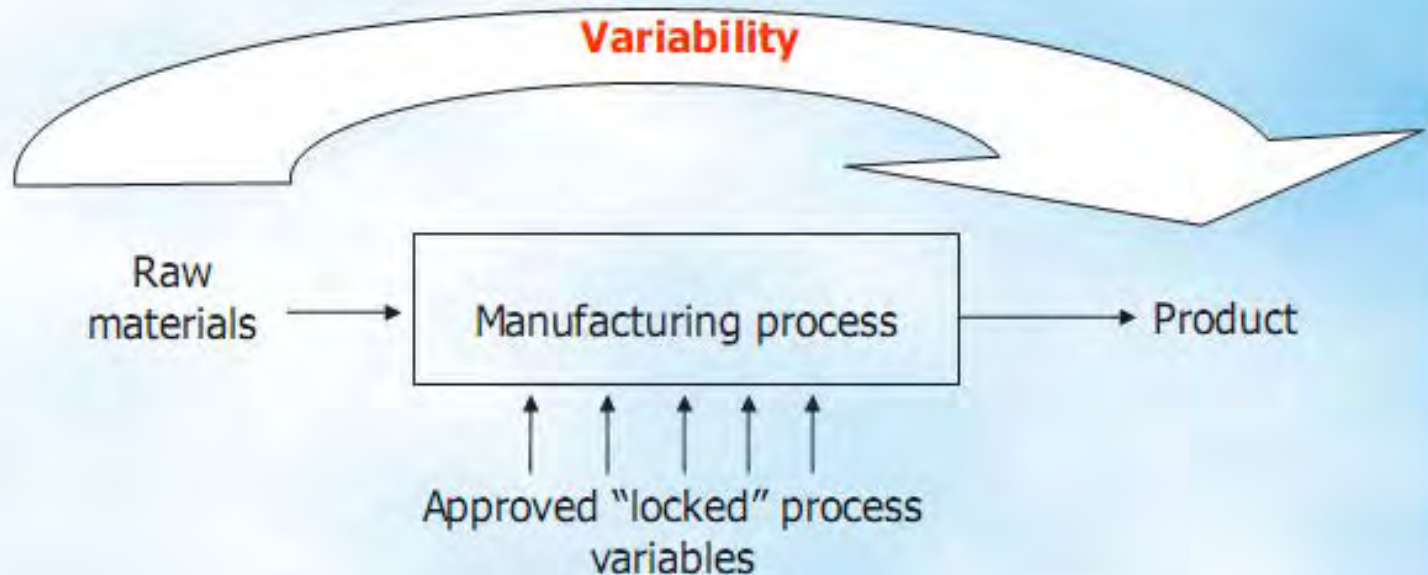 Variability
Raw
materials
Manufacturing process
Product
Approved “locked” process
variables